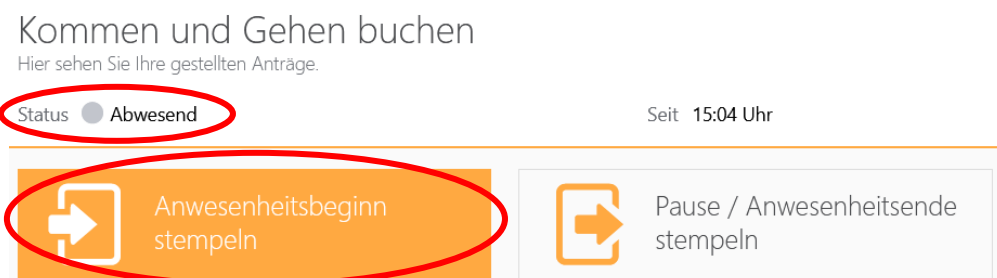 Kommen und Gehen buchen
Hier sehen Sie Ihre gestellten Anträge.
Status Abwesend Seit 15:04 Uhr
Anwesenheitsbeginn
stempeln
Pause / Anwesenheitsende
stempeln